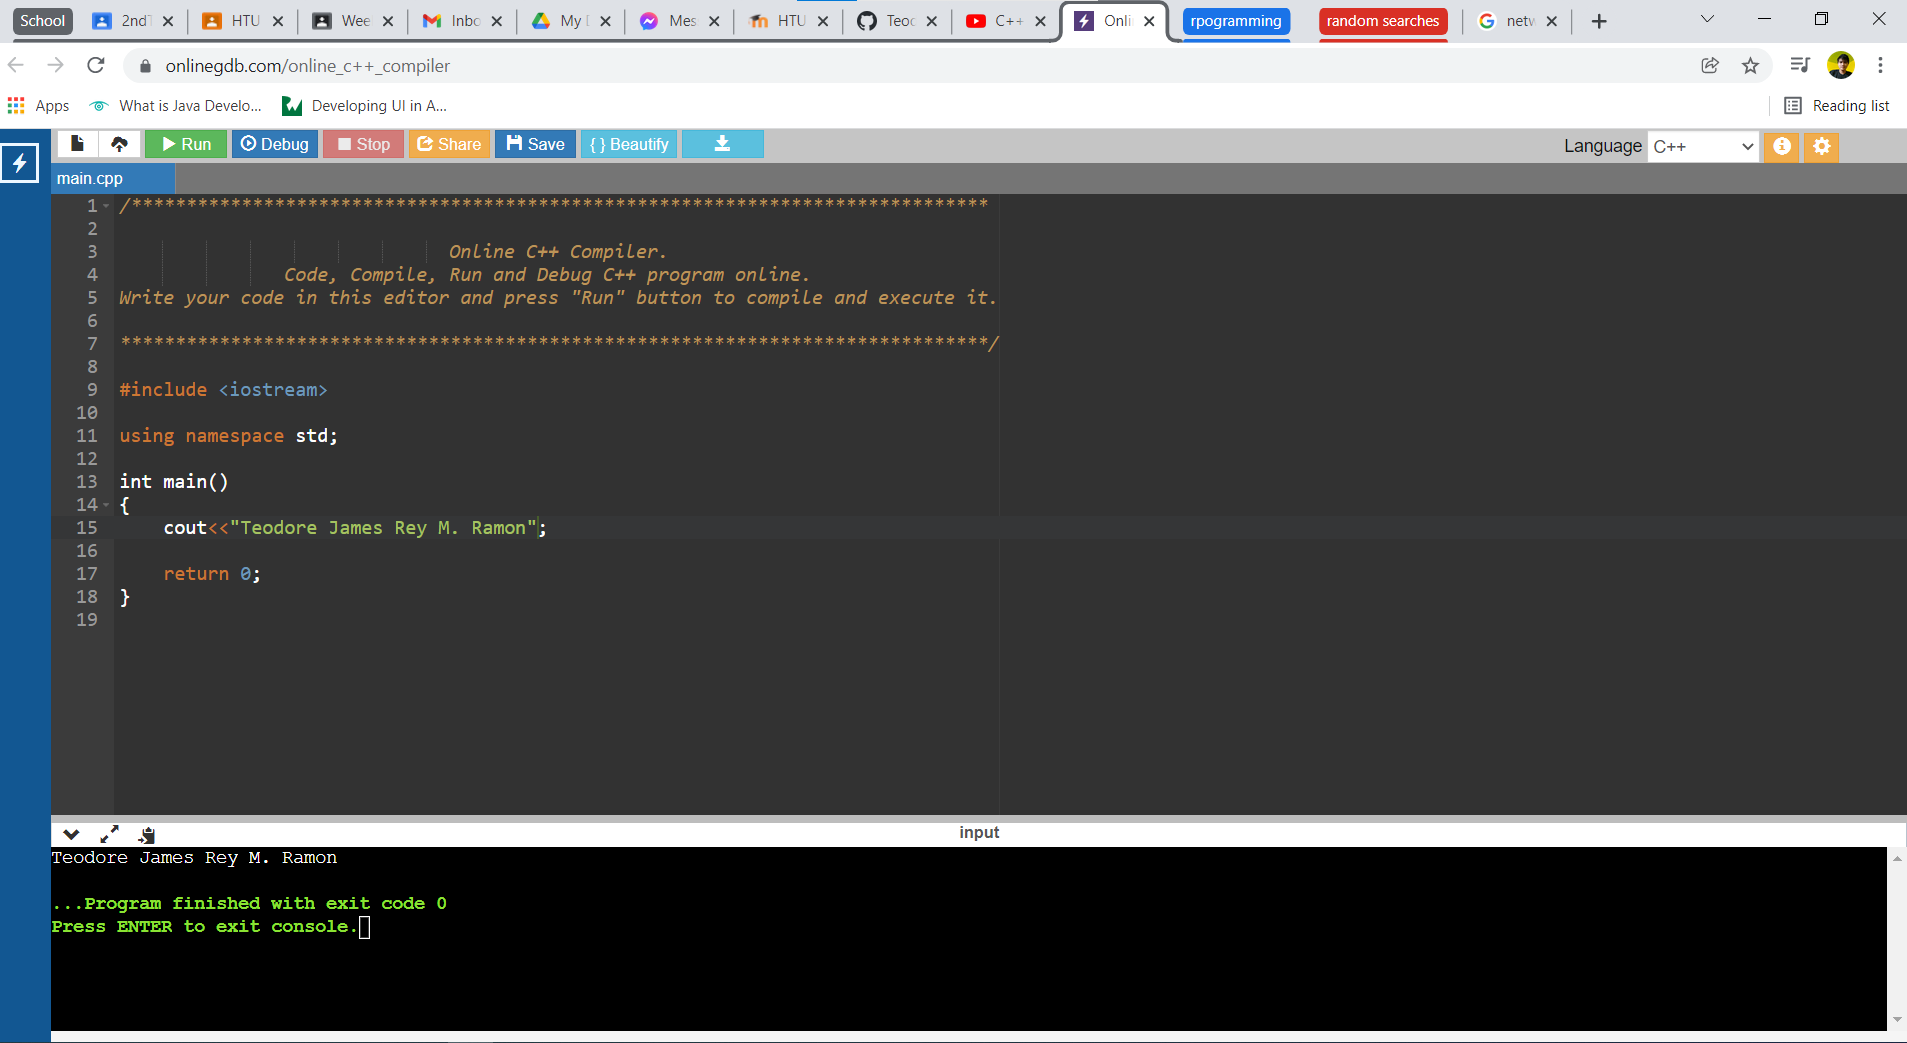 School 2ndT HTU Wee Inbo My D Mes HTU Teoc C++ Onli rpogramming random searches netw
onlinegdb.com/online_c++_compiler
Apps What is Java Develo... Developing UI in A... Reading list
Run Debug Stop Share Save { } Beautify Language C++
main.cpp
1 /******************************************************************************
2
3 Online C++ Compiler.
4 Code, Compile, Run and Debug C++ program online.
5 Write your code in this editor and press "Run" button to compile and execute it.
6
7 *******************************************************************************/
8
9 #include <iostream>
10
11 using namespace std;
12
13 int main()
14 {
15 cout<<"Teodore James Rey M. Ramon";
16
17 return 0;
18 }
19
input
Teodore James Rey M. Ramon
...Program finished with exit code 0
Press ENTER to exit console.